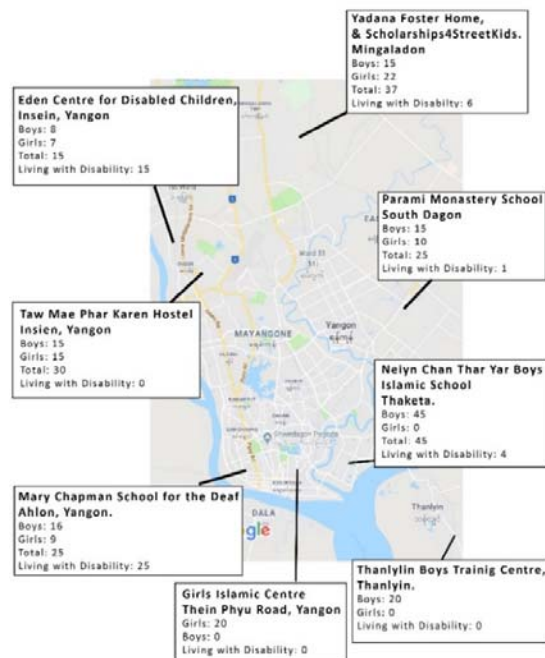 Yadana Foster Home,
& Scholarships4StreetKids.
Mingaladon
Boys: 15
Girls: 22
Total: 37
Living with Disabilty: 6
Eden Centre for Disabled Children,
Insein, Yangon
Boys: 8
Girls: 7
Total: 15
Living with Disability: 15
Parami Monastery School
South Dagon
Boys: 15
Girls: 10
Total: 25
Living with Disability: 1
Taw Mae Phar Karen Hostel
Insien, Yangon
Boys: 15
Girls: 15
Total: 30
Living with Disability: 0
MAYANGONE
Yangon
ရန်ကုန်
Neiyn Chan Thar Yar Boys
Islamic School
Thaketa.
Boys: 45
Girls: 0
Total: 45
Living with Disability: 4
Shwedagon Pagoda
Mary Chapman School for the Deaf
Ahlon, Yangon.
Boys: 16
Girls: 9
Total: 25
Living with Disability: 25
DALA
Thanlyin
Girls Islamic Centre
Thein Phyu Road, Yangon
Girls: 20
Boys: 0
Living with Disability: 0
Thanlylin Boys Trainig Centre,
Thanlyin.
Boys: 20
Girls: 0
Living with Disability: 0